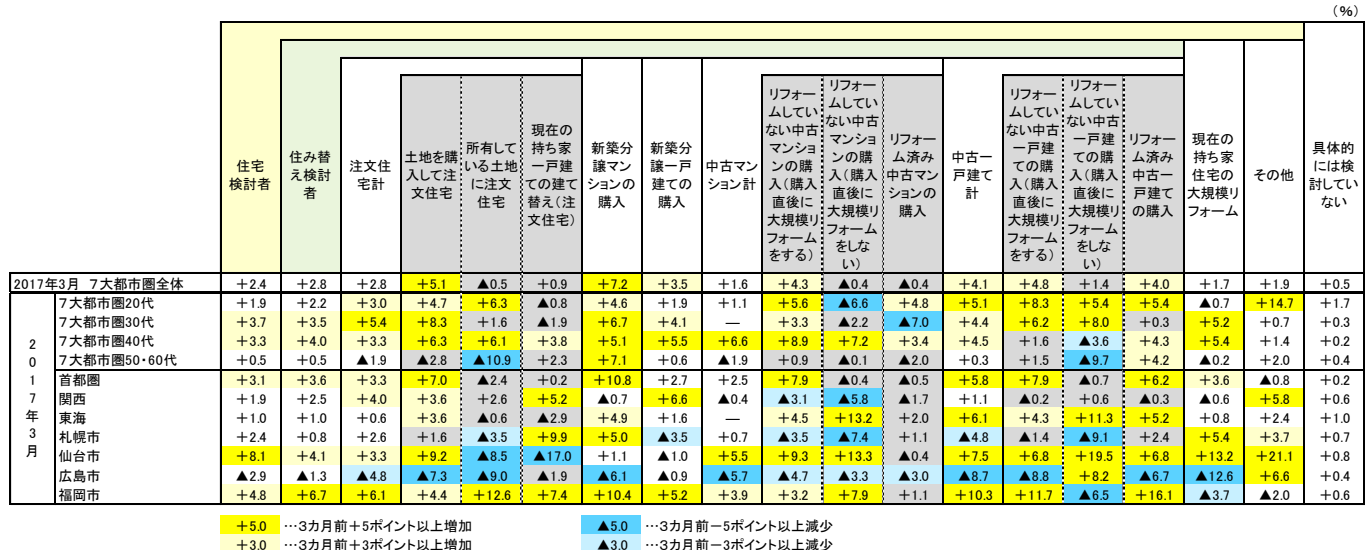 （%）
住宅検討者
住み替え検討者
注文住宅計
土地を購入して注文住宅
所有している土地に注文住宅
現在の持ち家一戸建ての建て替え(注文住宅)
新築分譲マンションの購入
新築分譲一戸建ての購入
中古マンション計
リフォームしていない中古マンションの購入(購入直後に大規模リフォームをする)
リフォームしていない中古マンションの購入(購入直後に大規模リフォームをしない)
リフォーム済み中古マンションの購入
中古一戸建て計
リフォームしていない中古一戸建ての購入(購入直後に大規模リフォームをする)
リフォームしていない中古一戸建ての購入(購入直後に大規模リフォームをしない)
リフォーム済み中古一戸建ての購入
現在の持ち家住宅の大規模リフォーム
その他
具体的には検討していない
2017年3月 7大都市圏全体 +2.4 +2.8 +2.8 +5.1 ▲0.5 +0.9 +7.2 +3.5 +1.6 +4.3 ▲0.4 ▲0.4 +4.1 +4.8 +1.4 +4.0 +1.7 +1.9 +0.5
2017年3月
7大都市圏20代 +1.9 +2.2 +3.0 +4.7 +6.3 ▲0.8 +4.6 +1.9 +1.1 +5.6 ▲6.6 +4.8 +5.1 +8.3 +5.4 +5.4 ▲0.7 +14.7 +1.7
7大都市圏30代 +3.7 +3.5 +5.4 +8.3 +1.6 ▲1.9 +6.7 +4.1 ― +3.3 ▲2.2 ▲7.0 +4.4 +6.2 +8.0 +0.3 +5.2 +0.7 +0.3
7大都市圏40代 +3.3 +4.0 +3.3 +6.3 +6.1 +3.8 +5.1 +5.5 +6.6 +8.9 +7.2 +3.4 +4.5 +1.6 ▲3.6 +4.3 +5.4 +1.4 +0.2
7大都市圏50・60代 +0.5 +0.5 ▲1.9 ▲2.8 ▲10.9 +2.3 +7.1 +0.6 ▲1.9 +0.9 ▲0.1 ▲2.0 +0.3 +1.5 ▲9.7 +4.2 ▲0.2 +2.0 +0.4
首都圏 +3.1 +3.6 +3.3 +7.0 ▲2.4 +0.2 +10.8 +2.7 +2.5 +7.9 ▲0.4 ▲0.5 +5.8 +7.9 ▲0.7 +6.2 +3.6 ▲0.8 +0.2
関西 +1.9 +2.5 +4.0 +3.6 +2.6 +5.2 ▲0.7 +6.6 ▲0.4 ▲3.1 ▲5.8 ▲1.7 +1.1 ▲0.2 +0.6 ▲0.3 ▲0.6 +5.8 +0.6
東海 +1.0 +1.0 +0.6 +3.6 ▲0.6 ▲2.9 +4.9 +1.6 ― +4.5 +13.2 +2.0 +6.1 +4.3 +11.3 +5.2 +0.8 +2.4 +1.0
札幌市 +2.4 +0.8 +2.6 +1.6 ▲3.5 +9.9 +5.0 ▲3.5 +0.7 ▲3.5 ▲7.4 +1.1 ▲4.8 ▲1.4 ▲9.1 +2.4 +5.4 +3.7 +0.7
仙台市 +8.1 +4.1 +3.3 +9.2 ▲8.5 ▲17.0 +1.1 ▲1.0 +5.5 +9.3 +13.3 ▲0.4 +7.5 +6.8 +19.5 +6.8 +13.2 +21.1 +0.8
広島市 ▲2.9 ▲1.3 ▲4.8 ▲7.3 ▲9.0 ▲1.9 ▲6.1 ▲0.9 ▲5.7 ▲4.7 ▲3.3 ▲3.0 ▲8.7 ▲8.8 +8.2 ▲6.7 ▲12.6 +6.6 +0.4
福岡市 +4.8 +6.7 +6.1 +4.4 +12.6 +7.4 +10.4 +5.2 +3.9 +3.2 +7.9 +1.1 +10.3 +11.7 ▲6.5 +16.1 ▲3.7 ▲2.0 +0.6
+5.0 …3カ月前+5ポイント以上増加 ▲5.0 …3カ月前−5ポイント以上減少
+3.0 …3カ月前+3ポイント以上増加 ▲3.0 …3カ月前−3ポイント以上減少